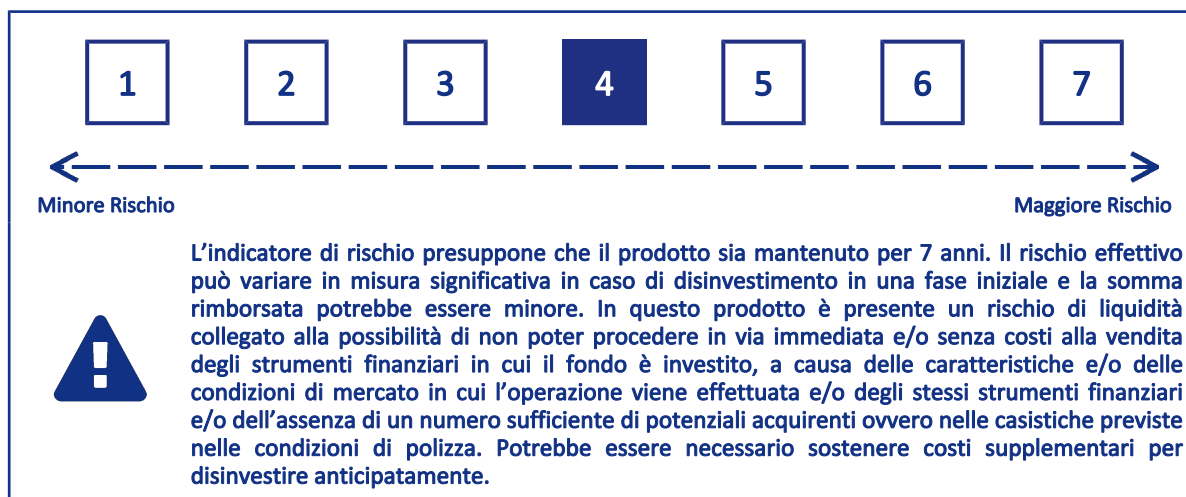 1 2 3 4 5 6 7
Minore Rischio Maggiore Rischio
L’indicatore di rischio presuppone che il prodotto sia mantenuto per 7 anni. Il rischio effettivo
può variare in misura significativa in caso di disinvestimento in una fase iniziale e la somma
rimborsata potrebbe essere minore. In questo prodotto è presente un rischio di liquidità
collegato alla possibilità di non poter procedere in via immediata e/o senza costi alla vendita
degli strumenti finanziari in cui il fondo è investito, a causa delle caratteristiche e/o delle
condizioni di mercato in cui l’operazione viene effettuata e/o degli stessi strumenti finanziari
e/o dell’assenza di un numero sufficiente di potenziali acquirenti ovvero nelle casistiche previste
nelle condizioni di polizza. Potrebbe essere necessario sostenere costi supplementari per
disinvestire anticipatamente.